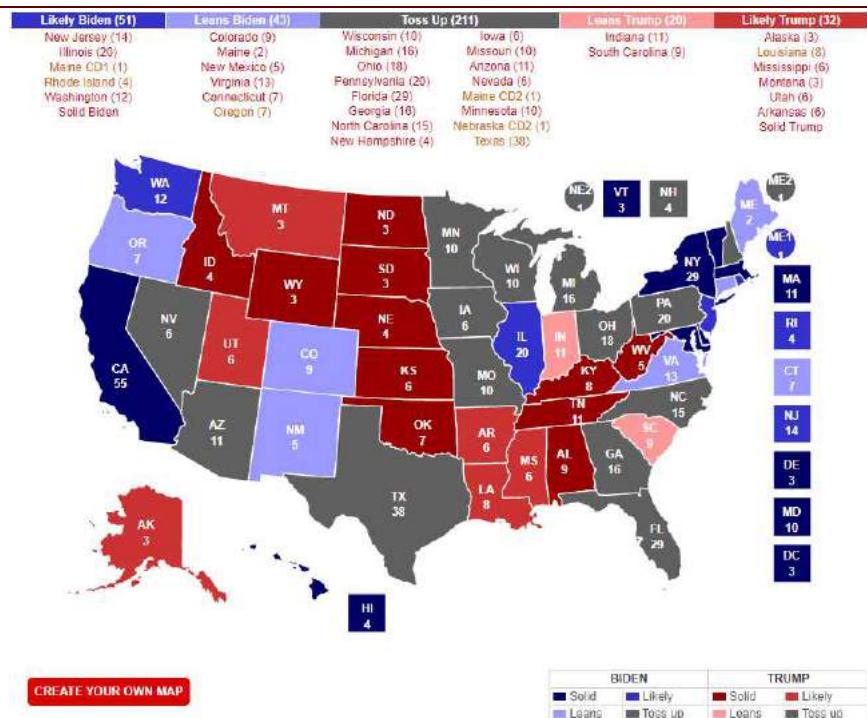 Likely Biden (51)
New Jersey (14)
Illinois (20)
Maine CD1 (1)
Rhode Island (4)
Washington (12)
Solid Biden
Leans Biden (43)
Colorado (9)
Maine (2)
New Mexico (5)
Virginia (13)
Connecticut (7)
Oregon (7)
Toss Up (211)
Wisconsin (10)
Michigan (16)
Ohio (18)
Pennsylvania (20)
Florida (29)
Georgia (16)
North Carolina (15)
New Hampshire (4)
Iowa (6)
Missouri (10)
Arizona (11)
Nevada (6)
Maine CD2 (1)
Minnesota (10)
Nebraska CD2 (1)
Texas (38)
Leans Trump (20)
Indiana (11)
South Carolina (9)
Likely Trump (32)
Alaska (3)
Louisiana (8)
Mississippi (6)
Montana (3)
Utah (6)
Arkansas (6)
Solid Trump
WA
12
OR
7
CA
55
NV
6
ID
4
MT
3
WY
3
UT
6
CO
9
AZ
11
NM
5
ND
3
SD
3
NE
4
KS
6
OK
7
TX
38
MN
10
IA
6
MO
10
AR
6
LA
8
WI
10
IL
20
MI
16
IN
11
OH
18
KY
8
TN
11
MS
6
AL
9
GA
16
FL
29
SC
9
NC
15
VA
13
WV
5
PA
20
NY
29
ME
2
NE2
1
VT
3
NH
4
ME2
1
ME1
1
MA
11
RI
4
CT
7
NJ
14
DE
3
MD
10
DC
3
AK
3
HI
4
CREATE YOUR OWN MAP
BIDEN
TRUMP
Solid
Likely
Solid
Likely
Leans
Toss up
Leans
Toss up